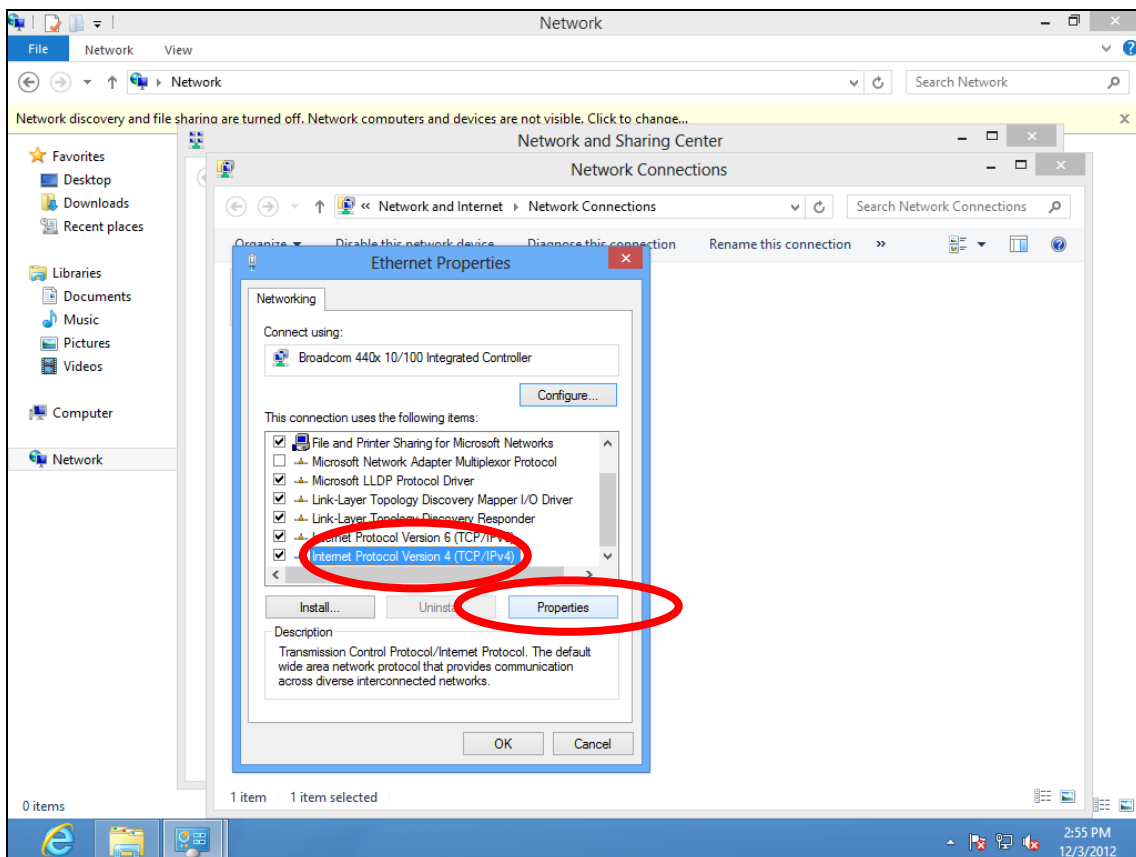 Network
File Network View
Network
Search Network
Network discovery and file sharing are turned off. Network computers and devices are not visible. Click to change...
Favorites
Desktop
Downloads
Recent places
Libraries
Documents
Music
Pictures
Videos
Computer
Network
Network and Sharing Center
Network Connections
« Network and Internet Network Connections
Search Network Connections
Organize Disable this network device Diagnose this connection Rename this connection »
Ethernet Properties
Networking
Connect using:
Broadcom 440x 10/100 Integrated Controller
Configure...
This connection uses the following items:
File and Printer Sharing for Microsoft Networks
Microsoft Network Adapter Multiplexor Protocol
Microsoft LLDP Protocol Driver
Link-Layer Topology Discovery Mapper I/O Driver
Link-Layer Topology Discovery Responder
Internet Protocol Version 6 (TCP/IPv6)
Internet Protocol Version 4 (TCP/IPv4)
Install... Uninsta Properties
Description
Transmission Control Protocol/Internet Protocol. The default
wide area network protocol that provides communication
across diverse interconnected networks.
OK Cancel
1 item 1 item selected
0 items
2:55 PM
12/3/2012